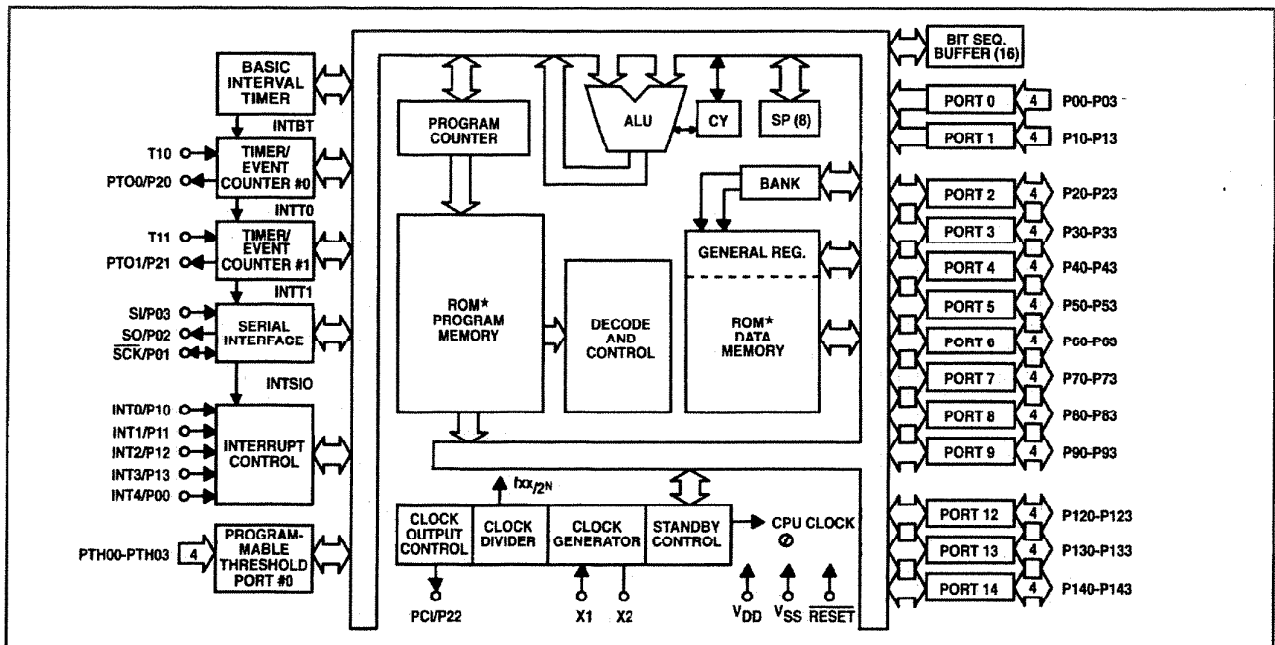 BASIC
INTERVAL
TIMER
INTBT
T10
PTO0/P20
TIMER/
EVENT
COUNTER #0
INTT0
T11
PTO1/P21
TIMER/
EVENT
COUNTER #1
INTT1
SI/P03
SO/P02
SCK/P01
SERIAL
INTERFACE
INTSIO
INT0/P10
INT1/P11
INT2/P12
INT3/P13
INT4/P00
INTERRUPT
CONTROL
PTH00-PTH03
4
PROGRAM-
MABLE
THRESHOLD
PORT #0
PROGRAM
COUNTER
ALU
CY
SP (8)
BANK
ROM*
PROGRAM
MEMORY
DECODE
AND
CONTROL
GENERAL REG.
ROM*
DATA
MEMORY
fxx/2N
CLOCK
OUTPUT
CONTROL
CLOCK
DIVIDER
CLOCK
GENERATOR
STANDBY
CONTROL
CPU CLOCK
PCI/P22
X1
X2
VDD
VSS
RESET
BIT SEQ.
BUFFER (16)
PORT 0 4 P00-P03
PORT 1 4 P10-P13
PORT 2 4 P20-P23
PORT 3 4 P30-P33
PORT 4 4 P40-P43
PORT 5 4 P50-P53
PORT 6 4 P60-P63
PORT 7 4 P70-P73
PORT 8 4 P80-P83
PORT 9 4 P90-P93
PORT 12 4 P120-P123
PORT 13 4 P130-P133
PORT 14 4 P140-P143